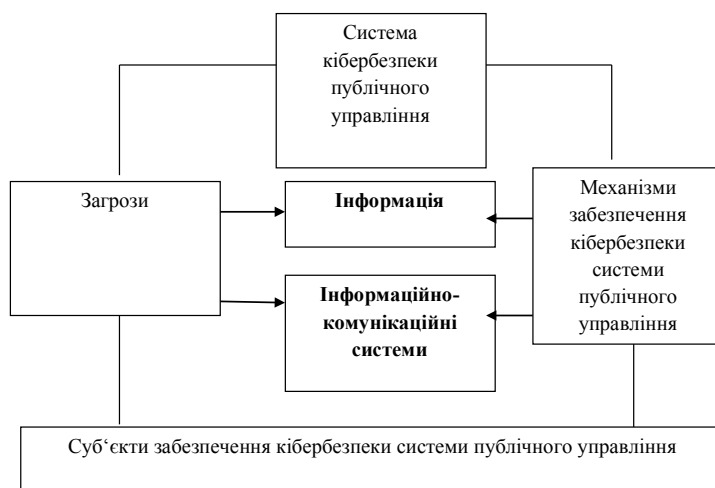 Система
кібербезпеки
публічного
управління
Загрози
Інформація
Механізми
забезпечення
кібербезпеки
системи
публічного
управління
Інформаційно-
комунікаційні
системи
Суб‘єкти забезпечення кібербезпеки системи публічного управління